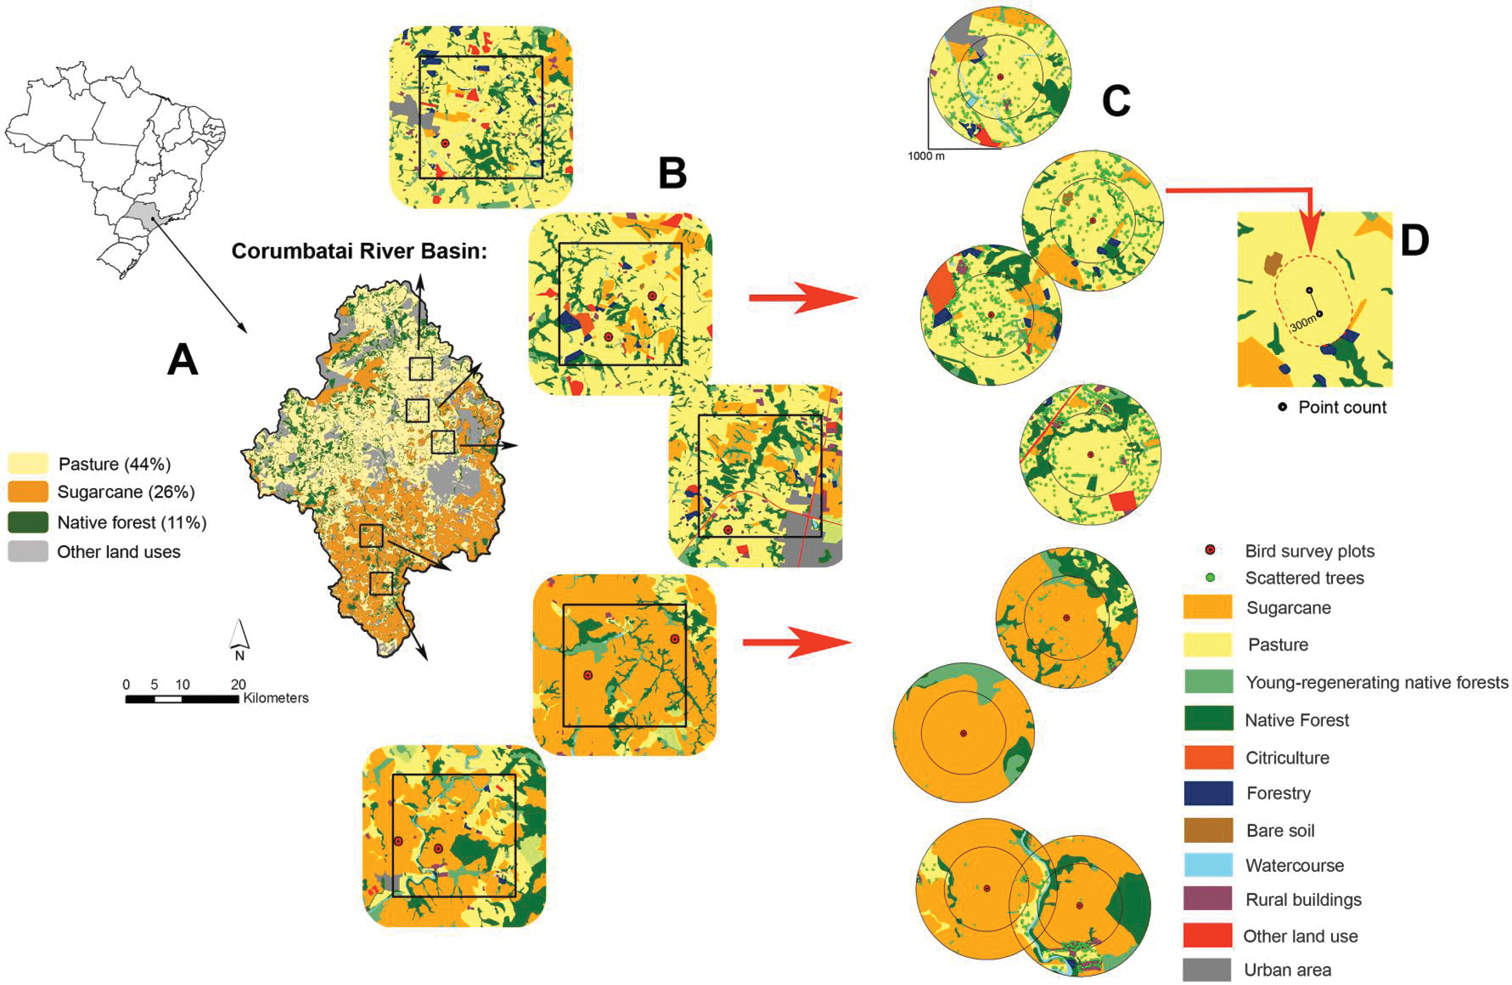 B
C
1000 m
D
300m
Point count
Corumbatai River Basin:
A
Pasture (44%)
Sugarcane (26%)
Native forest (11%)
Other land uses
N
0 5 10 20
Kilometers
Bird survey plots
Scattered trees
Sugarcane
Pasture
Young-regenerating native forests
Native Forest
Citriculture
Forestry
Bare soil
Watercourse
Rural buildings
Other land use
Urban area